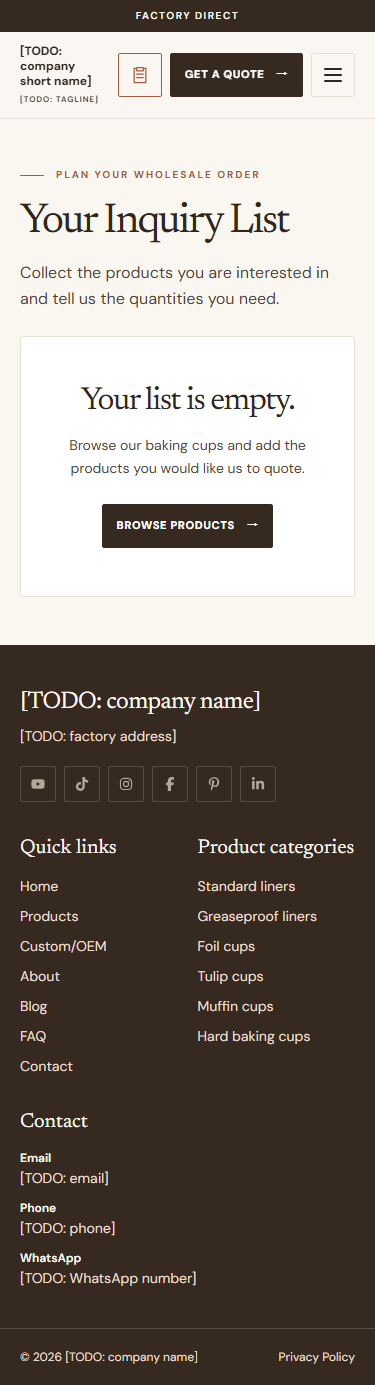 FACTORY DIRECT
[TODO:
company
short name]
[TODO: TAGLINE]
GET A QUOTE →
PLAN YOUR WHOLESALE ORDER
Your Inquiry List
Collect the products you are interested in
and tell us the quantities you need.
Your list is empty.
Browse our baking cups and add the
products you would like us to quote.
BROWSE PRODUCTS →
[TODO: company name]
[TODO: factory address]
Quick links
Home
Products
Custom/OEM
About
Blog
FAQ
Contact
Product categories
Standard liners
Greaseproof liners
Foil cups
Tulip cups
Muffin cups
Hard baking cups
Contact
Email
[TODO: email]
Phone
[TODO: phone]
WhatsApp
[TODO: WhatsApp number]
© 2026 [TODO: company name]
Privacy Policy